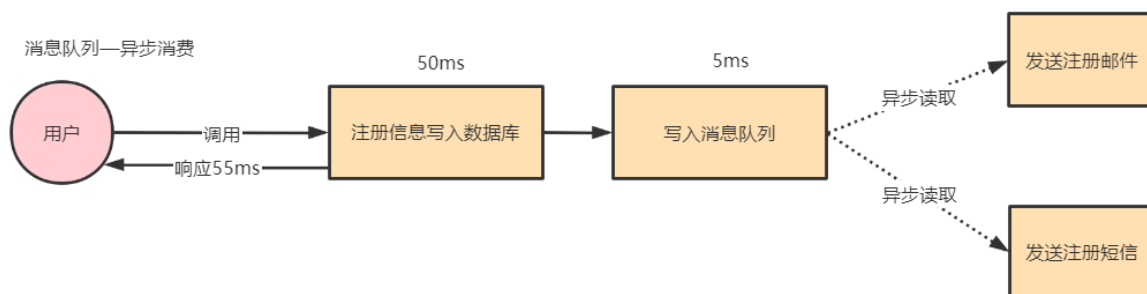 消息队列—异步消费
50ms
5ms
发送注册邮件
异步读取
用户
调用
注册信息写入数据库
写入消息队列
响应55ms
异步读取
发送注册短信